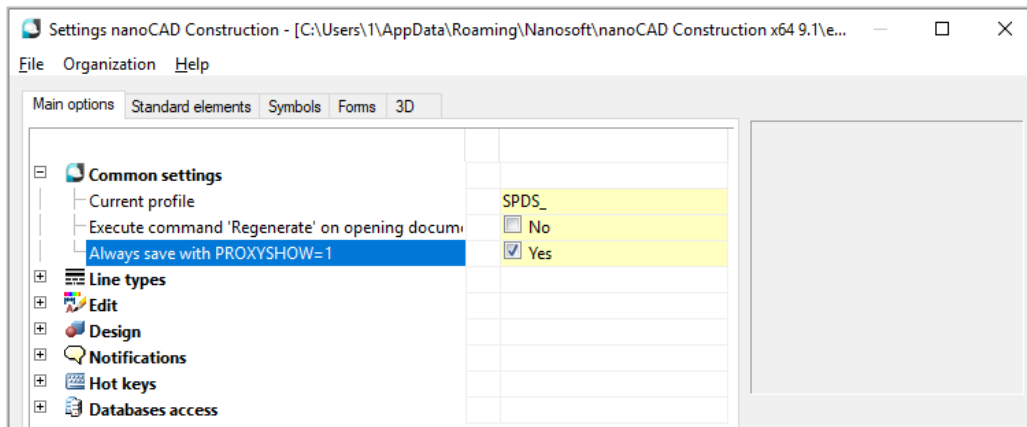 Settings nanoCAD Construction - [C:\Users\1\AppData\Roaming\Nanosoft\nanoCAD Construction x64 9.1\e...
File Organization Help
Main options Standard elements Symbols Forms 3D
Common settings
Current profile SPDS_
Execute command 'Regenerate' on opening docum No
Always save with PROXYSHOW=1 Yes
Line types
Edit
Design
Notifications
Hot keys
Databases access